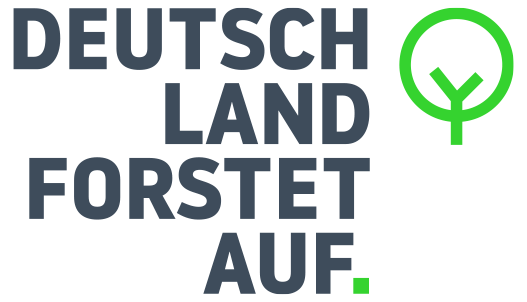 DEUTSCH
LAND
FORSTET
AUF.